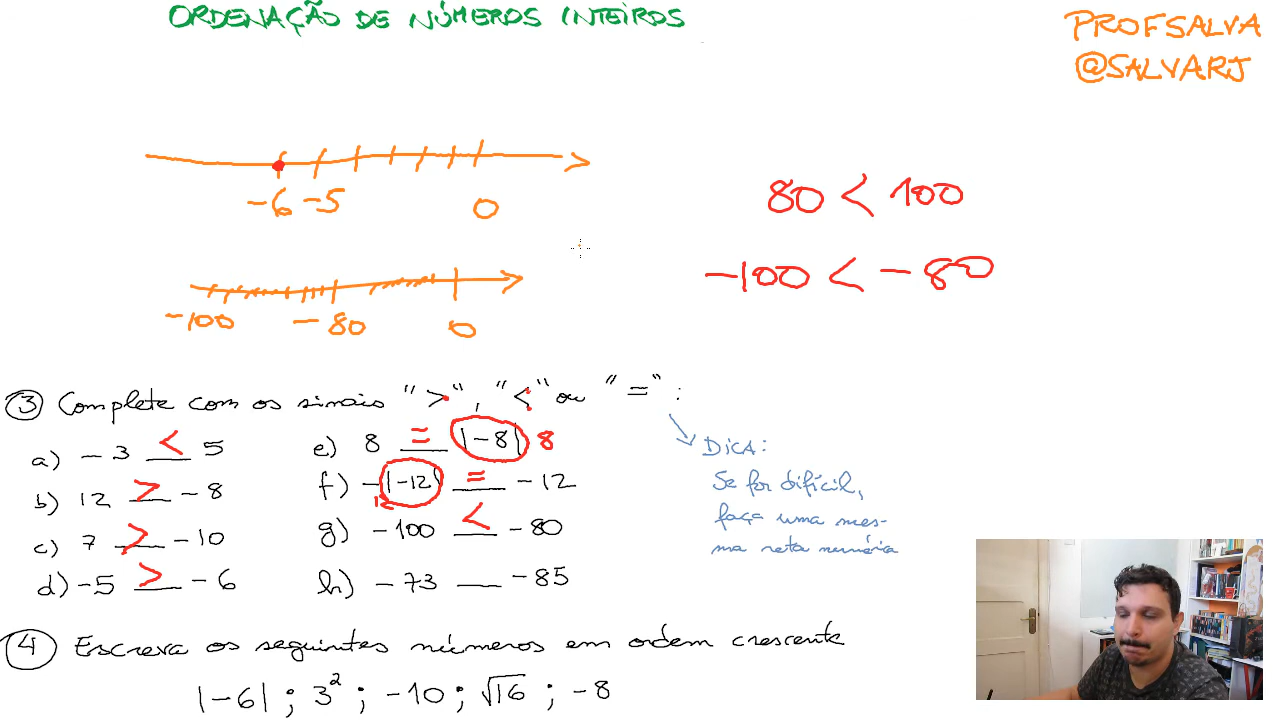 ORDENAÇÃO DE NÚMEROS INTEIROS
PROFSALVA
@SALVARJ
-6 -5 0
80 < 100
-100 < -80
-100 -80 0
③ Complete com os sinais ">", "<" ou "=":
a) -3 < 5
b) 12 > -8
c) 7 > -10
d) -5 > -6
e) 8 = |-8| 8
f) -|-12| = -12
12
g) -100 < -80
h) -73 ___ -85
DICA:
Se for difícil,
faça uma mes-
ma reta numérica
④ Escreva os seguintes números em ordem crescente
|-6| ; 3² ; -10 ; √16 ; -8